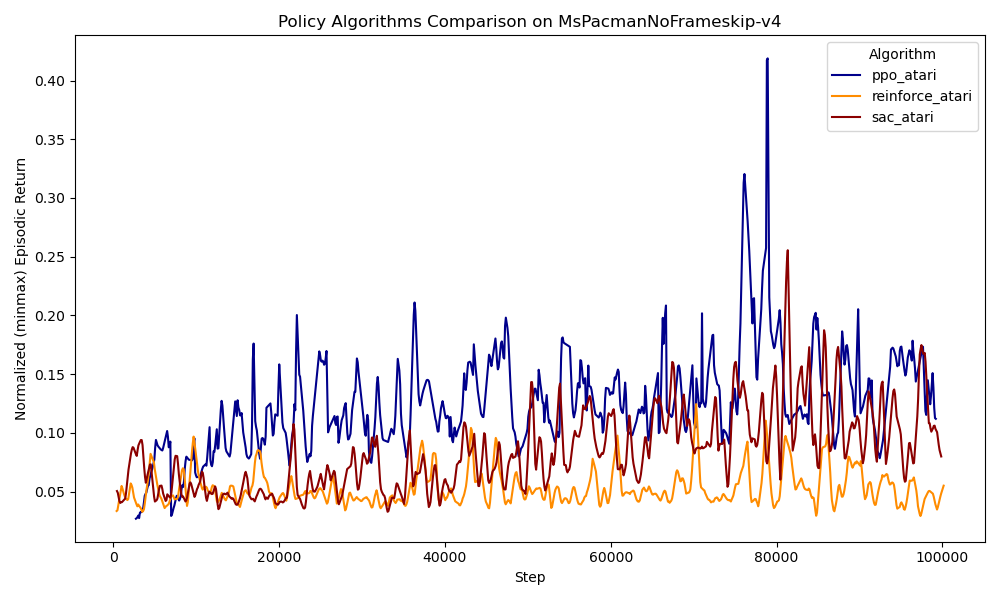 Policy Algorithms Comparison on MsPacmanNoFrameskip-v4
Normalized (minmax) Episodic Return
0.40
0.35
0.30
0.25
0.20
0.15
0.10
0.05
Algorithm
ppo_atari
reinforce_atari
sac_atari
0
20000
40000
60000
80000
100000
Step